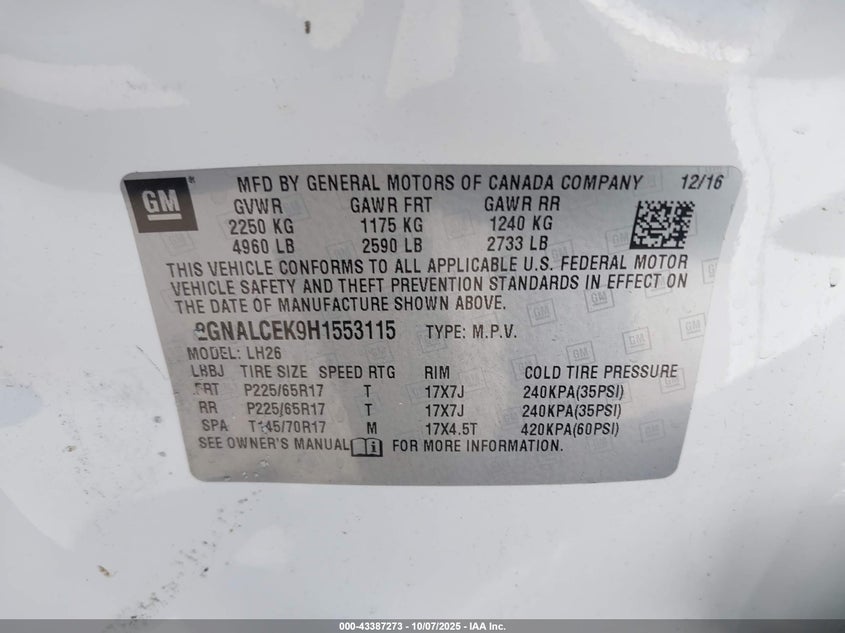 GM
MFD BY GENERAL MOTORS OF CANADA COMPANY 12/16
GVWR GAWR FRT GAWR RR
2250 KG 1175 KG 1240 KG
4960 LB 2590 LB 2733 LB
THIS VEHICLE CONFORMS TO ALL APPLICABLE U.S. FEDERAL MOTOR
VEHICLE SAFETY AND THEFT PREVENTION STANDARDS IN EFFECT ON
THE DATE OF MANUFACTURE SHOWN ABOVE.
2GNALCEK9H1553115 TYPE: M.P.V.
MODEL: LH26
LBBJ TIRE SIZE SPEED RTG RIM COLD TIRE PRESSURE
FRT P225/65R17 T 17X7J 240KPA(35PSI)
RR P225/65R17 T 17X7J 240KPA(35PSI)
SPA T145/70R17 M 17X4.5T 420KPA(60PSI)
SEE OWNER'S MANUAL FOR MORE INFORMATION.
000-43387273 - 10/07/2025 - IAA Inc.